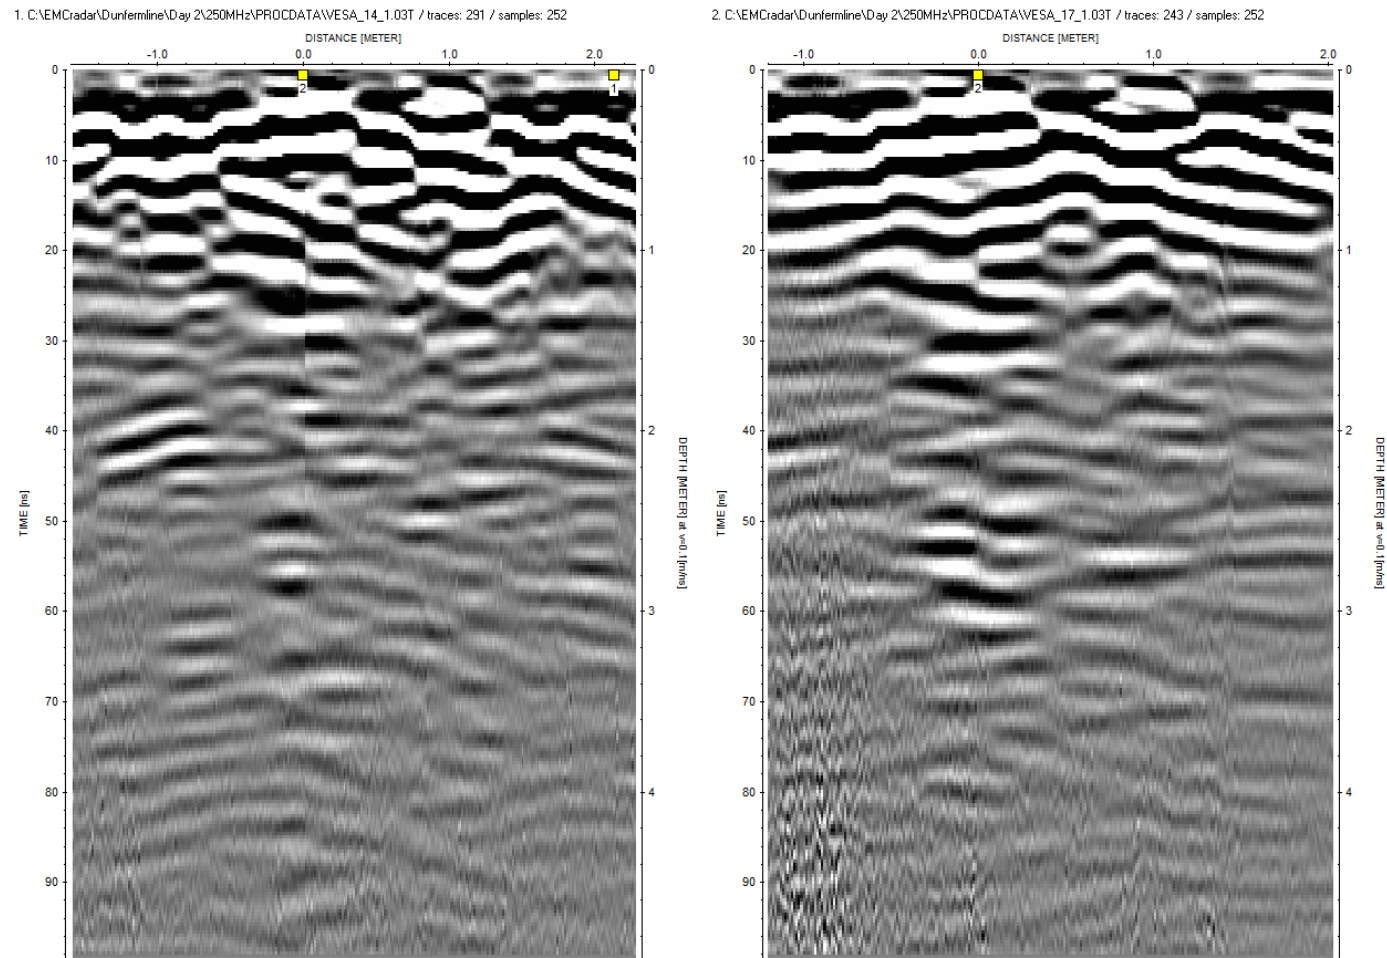 1. C:\EMCradar\Dunfermline\Day 2\250MHz\PROCDATA\VESA_14_1.03T / traces: 291 / samples: 252
DISTANCE [METER]
-1.0 0.0 1.0 2.0
2 1
0 0
10
20 1
30
40 2
50
60 3
70
80 4
90
TIME [ns]
DEPTH [METER] at v=0.1[m/ns]
2. C:\EMCradar\Dunfermline\Day 2\250MHz\PROCDATA\VESA_17_1.03T / traces: 243 / samples: 252
DISTANCE [METER]
-1.0 0.0 1.0 2.0
2
0 0
10
20 1
30
40 2
50
60 3
70
80 4
90
TIME [ns]
DEPTH [METER] at v=0.1[m/ns]